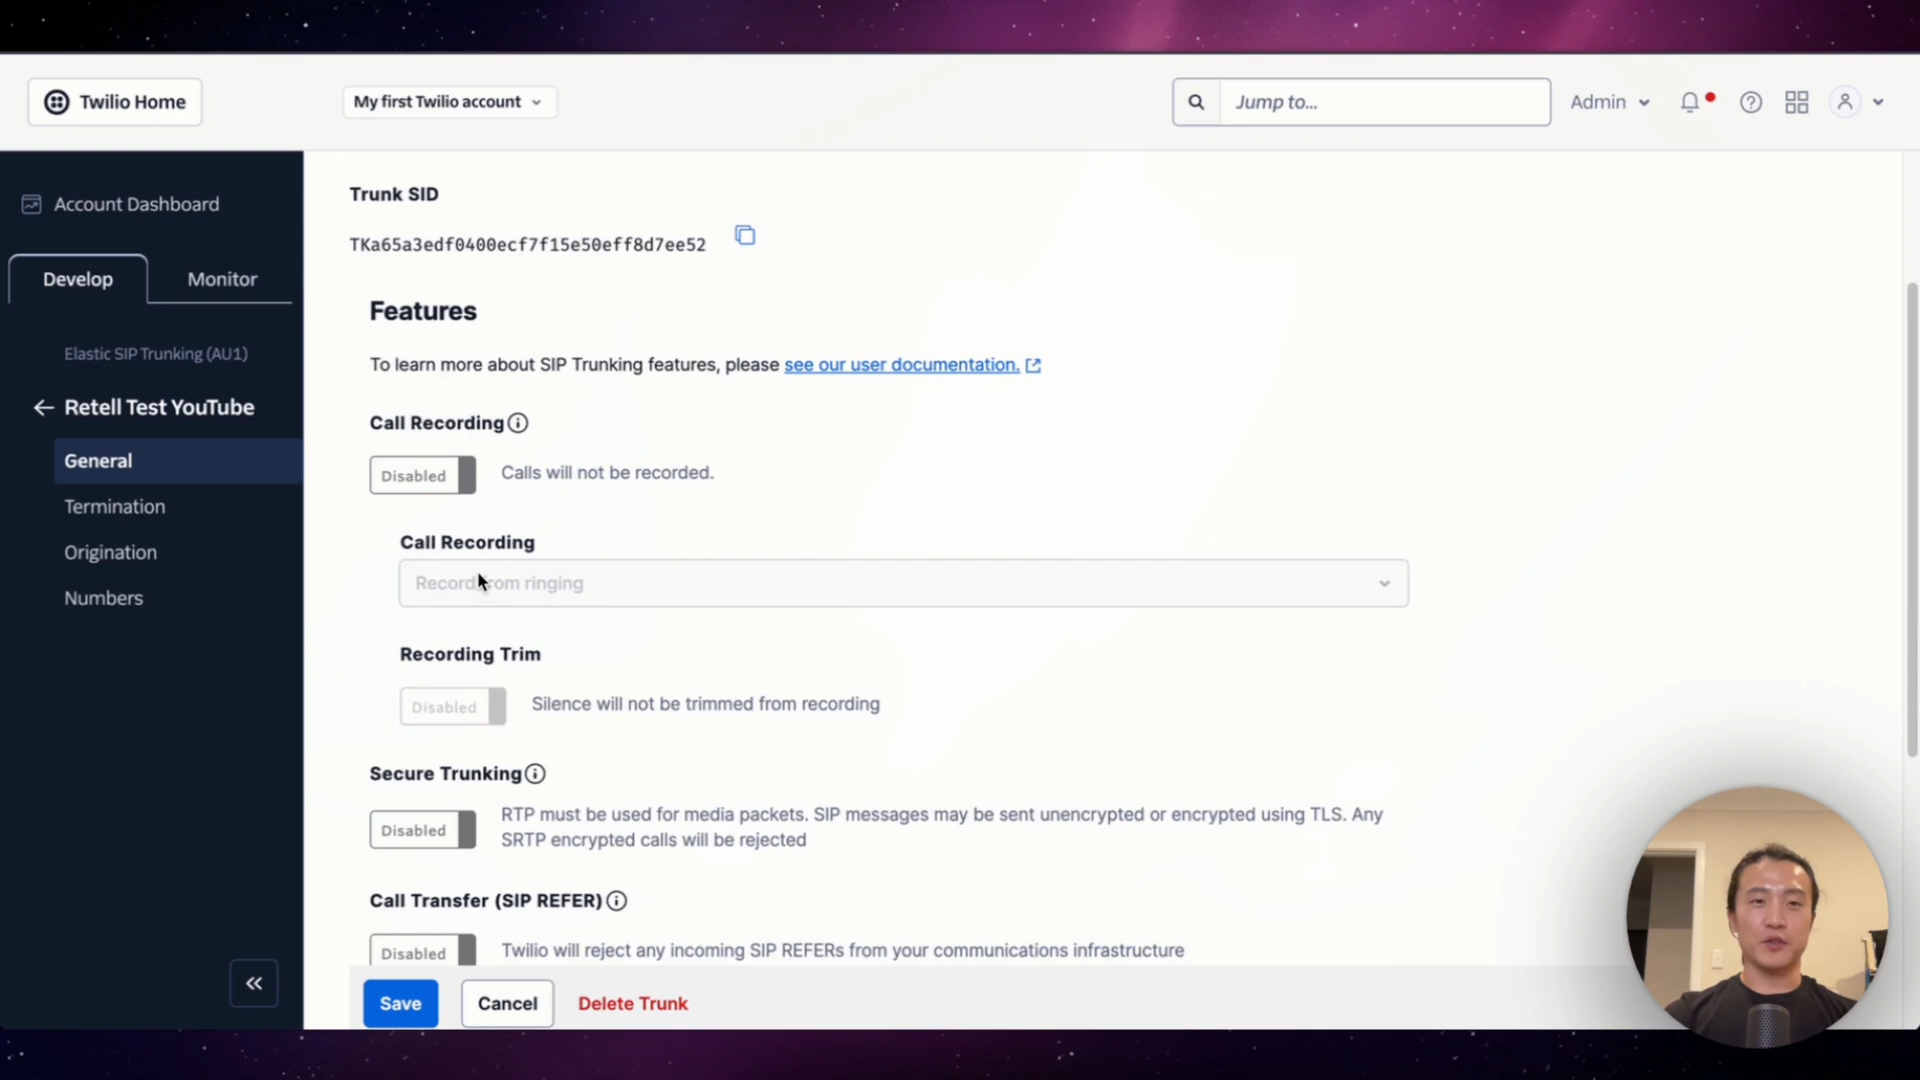 Twilio Home
My first Twilio account
Jump to...
Admin
Account Dashboard
Develop
Monitor
Elastic SIP Trunking (AU1)
Retell Test YouTube
General
Termination
Origination
Numbers
Trunk SID
TKa65a3edf0400ecf7f15e50eff8d7ee52
Features
To learn more about SIP Trunking features, please see our user documentation.
Call Recording
Disabled
Calls will not be recorded.
Call Recording
Record from ringing
Recording Trim
Disabled
Silence will not be trimmed from recording
Secure Trunking
Disabled
RTP must be used for media packets. SIP messages may be sent unencrypted or encrypted using TLS. Any
SRTP encrypted calls will be rejected
Call Transfer (SIP REFER)
Disabled
Twilio will reject any incoming SIP REFERs from your communications infrastructure
Save
Cancel
Delete Trunk